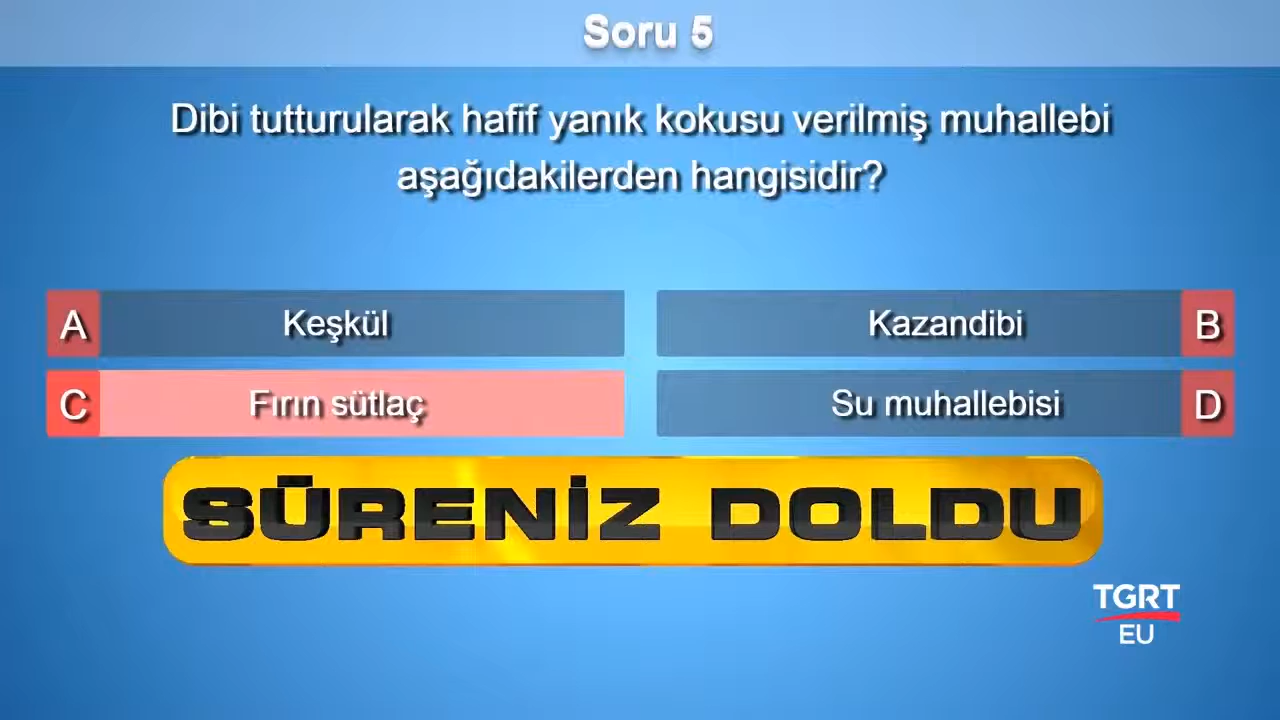 Soru 5
Dibi tutturularak hafif yanık kokusu verilmiş muhallebi
aşağıdakilerden hangisidir?
A Keşkül
Kazandibi B
C Fırın sütlaç
Su muhallebisi D
SÜRENİZ DOLDU
TGRT
EU